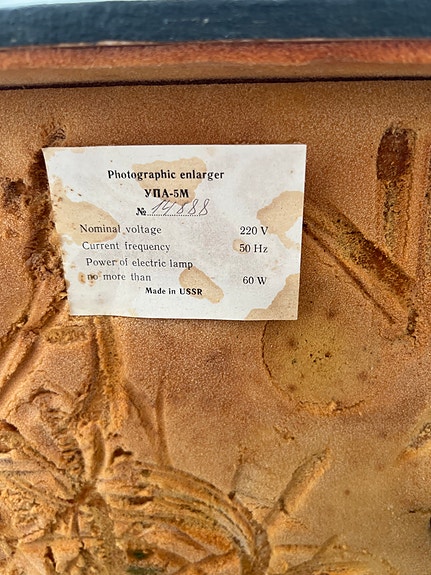 Photographic enlarger
УПА-5М
№ 14888
Nominal voltage 220 V
Current frequency 50 Hz
Power of electric lamp
no more than 60 W
Made in USSR